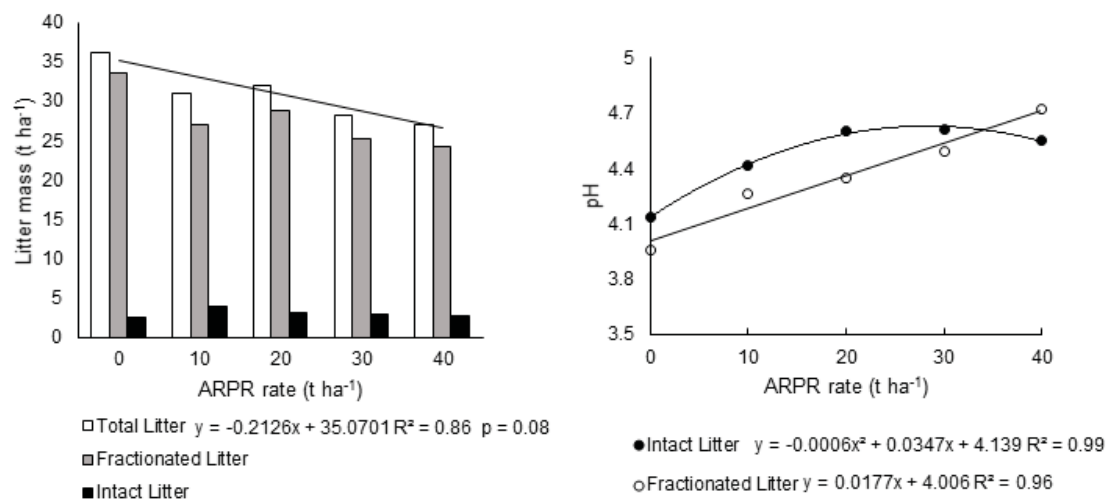 40
35
30
25
20
15
10
5
0
Litter mass (t ha⁻¹)
0 10 20 30 40
ARPR rate (t ha⁻¹)
Total Litter y = -0.2126x + 35.0701 R² = 0.86 p = 0.08
Fractionated Litter
Intact Litter
5
4.7
4.4
4.1
3.8
3.5
pH
0 10 20 30 40
ARPR rate (t ha⁻¹)
Intact Litter y = -0.0006x² + 0.0347x + 4.139 R² = 0.99
Fractionated Litter y = 0.0177x + 4.006 R² = 0.96